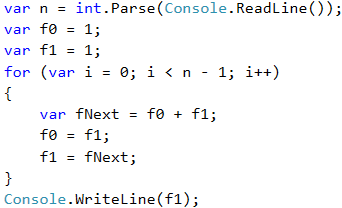 var n = int.Parse(Console.ReadLine());
var f0 = 1;
var f1 = 1;
for (var i = 0; i < n - 1; i++)
{
    var fNext = f0 + f1;
    f0 = f1;
    f1 = fNext;
}
Console.WriteLine(f1);